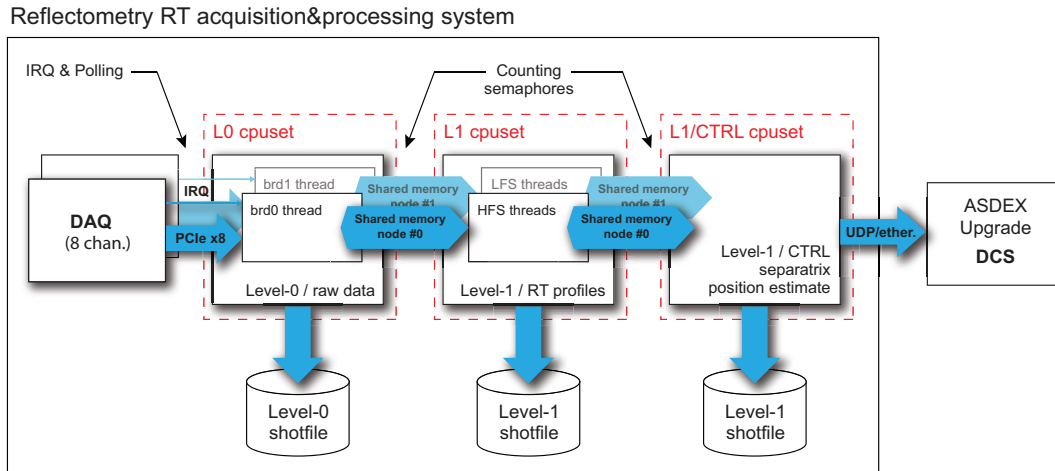 Reflectometry RT acquisition&processing system
IRQ & Polling
Counting
semaphores
L0 cpuset
L1 cpuset
L1/CTRL cpuset
brd1 thread
Shared memory
node #1
LFS threads
Shared memory
node #1
IRQ
brd0 thread
Shared memory
node #0
HFS threads
Shared memory
node #0
DAQ
(8 chan.)
PCIe x8
UDP/ether.
ASDEX
Upgrade
DCS
Level-0 / raw data
Level-1 / RT profiles
Level-1 / CTRL
separatrix
position estimate
Level-0
shotfile
Level-1
shotfile
Level-1
shotfile